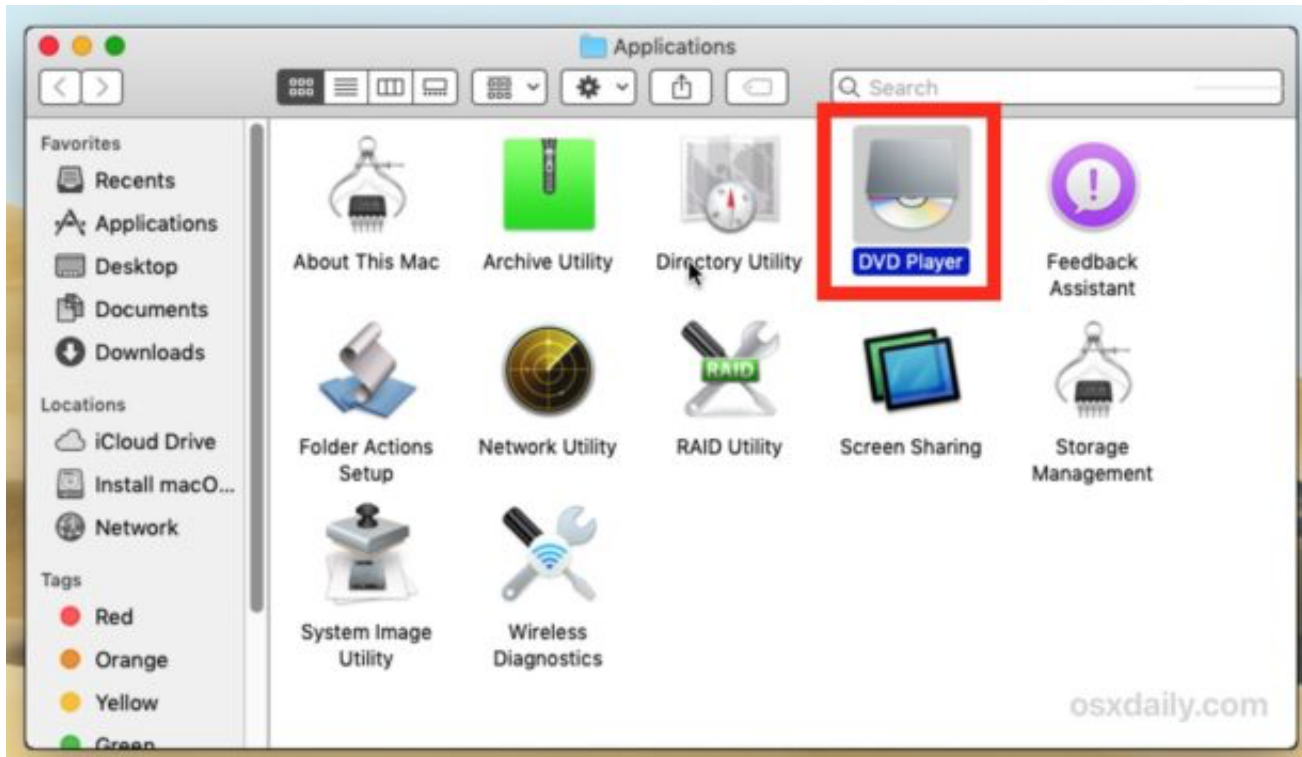 Applications
Search
Favorites
Recents
Applications
Desktop
Documents
Downloads
Locations
iCloud Drive
Install macO...
Network
Tags
Red
Orange
Yellow
Green
About This Mac
Archive Utility
Directory Utility
DVD Player
Feedback
Assistant
Folder Actions
Setup
Network Utility
RAID
RAID Utility
Screen Sharing
Storage
Management
System Image
Utility
Wireless
Diagnostics
osxdaily.com